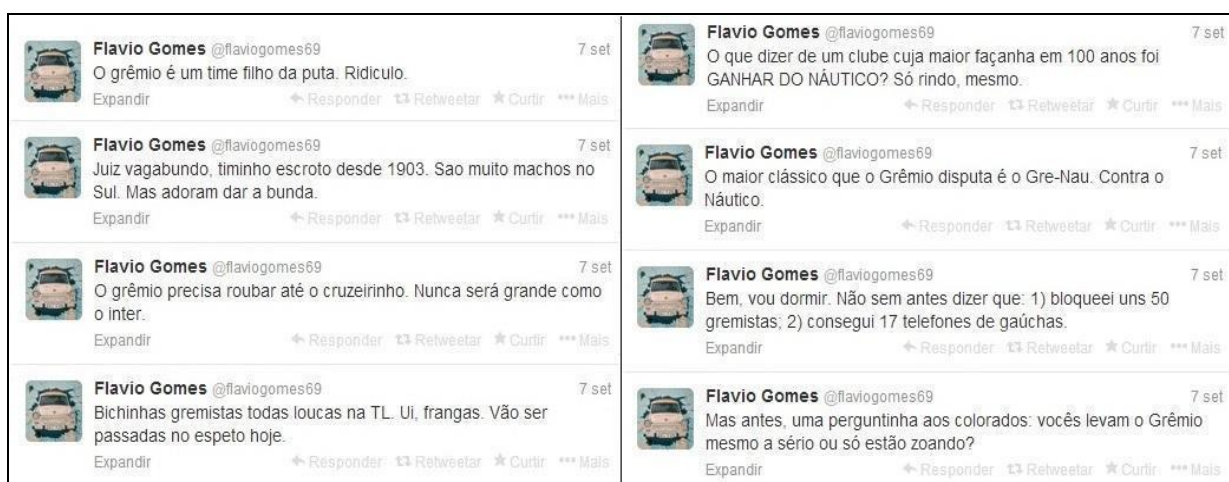 Flavio Gomes @flaviogomes69 7 set
O grêmio é um time filho da puta. Ridiculo.
Expandir Responder Retweetar Curtir Mais
Flavio Gomes @flaviogomes69 7 set
Juiz vagabundo, timinho escroto desde 1903. Sao muito machos no
Sul. Mas adoram dar a bunda.
Expandir Responder Retweetar Curtir Mais
Flavio Gomes @flaviogomes69 7 set
O grêmio precisa roubar até o cruzeirinho. Nunca será grande como
o inter.
Expandir Responder Retweetar Curtir Mais
Flavio Gomes @flaviogomes69 7 set
Bichinhas gremistas todas loucas na TL. Ui, frangas. Vão ser
passadas no espeto hoje.
Expandir Responder Retweetar Curtir Mais
Flavio Gomes @flaviogomes69 7 set
O que dizer de um clube cuja maior façanha em 100 anos foi
GANHAR DO NÁUTICO? Só rindo, mesmo.
Expandir Responder Retweetar Curtir Mais
Flavio Gomes @flaviogomes69 7 set
O maior clássico que o Grêmio disputa é o Gre-Nau. Contra o
Náutico.
Expandir Responder Retweetar Curtir Mais
Flavio Gomes @flaviogomes69 7 set
Bem, vou dormir. Não sem antes dizer que: 1) bloqueei uns 50
gremistas; 2) consegui 17 telefones de gaúchas.
Expandir Responder Retweetar Curtir Mais
Flavio Gomes @flaviogomes69 7 set
Mas antes, uma perguntinha aos colorados: vocês levam o Grêmio
mesmo a sério ou só estão zoando?
Expandir Responder Retweetar Curtir Mais